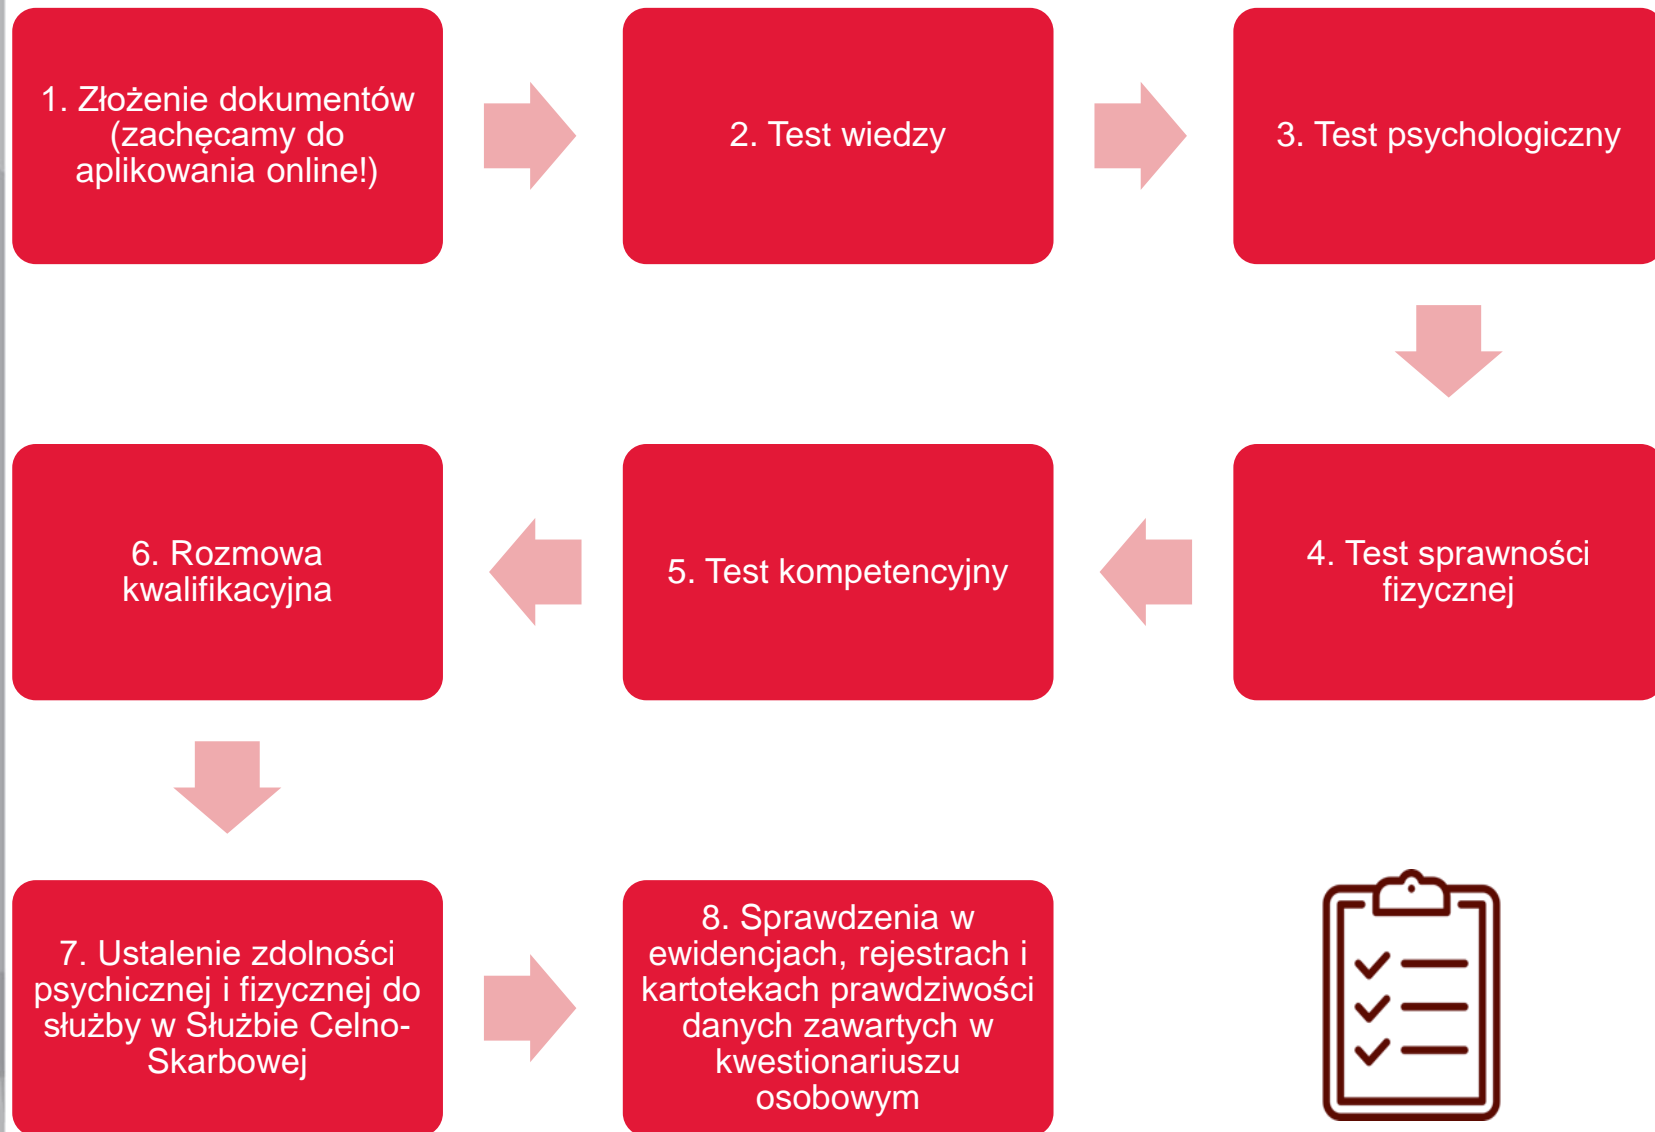 1. Złożenie dokumentów
(zachęcamy do
aplikowania online!)
2. Test wiedzy
3. Test psychologiczny
4. Test sprawności
fizycznej
5. Test kompetencyjny
6. Rozmowa
kwalifikacyjna
7. Ustalenie zdolności
psychicznej i fizycznej do
służby w Służbie Celno-
Skarbowej
8. Sprawdzenia w
ewidencjach, rejestrach i
kartotekach prawdziwości
danych zawartych w
kwestionariuszu
osobowym